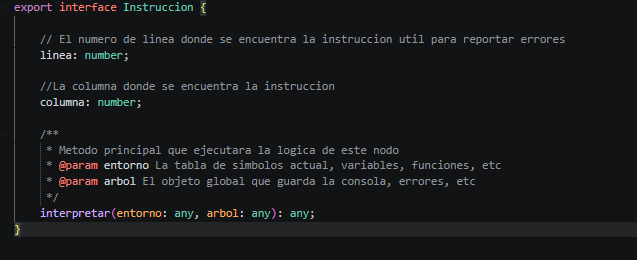 export interface Instruccion {
// El numero de linea donde se encuentra la instruccion util para reportar errores
linea: number;
//La columna donde se encuentra la instruccion
columna: number;
/**
* Metodo principal que ejecutara la logica de este nodo
* @param entorno La tabla de simbolos actual, variables, funciones, etc
* @param arbol El objeto global que guarda la consola, errores, etc
*/
interpretar(entorno: any, arbol: any): any;
}